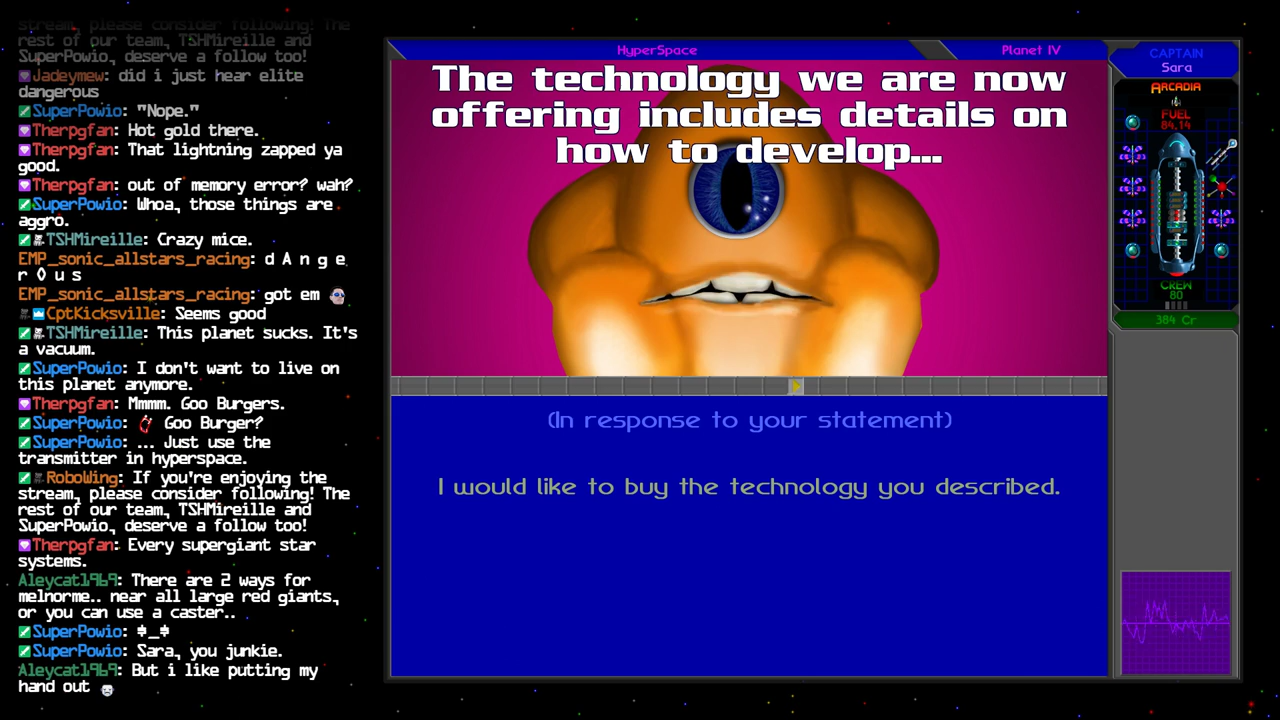 stream, please consider following! The
rest of our team, TSHMireille and
SuperPowio, deserve a follow too!
Jadeymew: did i just hear elite
dangerous
SuperPowio: "Nope."
Therpgfan: Hot gold there.
Therpgfan: That lightning zapped ya
good.
Therpgfan: out of memory error? wah?
SuperPowio: Whoa, those things are
aggro.
TSHMireille: Crazy mice.
EMP_sonic_allstars_racing: d A n g e
r O u s
EMP_sonic_allstars_racing: got em
CptKicksville: Seems good
TSHMireille: This planet sucks. It's
a vacuum.
SuperPowio: I don't want to live on
this planet anymore.
Therpgfan: Mmmm. Goo Burgers.
SuperPowio: Goo Burger?
SuperPowio: ... Just use the
transmitter in hyperspace.
RoboWing: If you're enjoying the
stream, please consider following! The
rest of our team, TSHMireille and
SuperPowio, deserve a follow too!
Therpgfan: Every supergiant star
systems.
Aleycat1969: There are 2 ways for
melnorme.. near all large red giants,
or you can use a caster..
SuperPowio: $_$
SuperPowio: Sara, you junkie.
Aleycat1969: But i like putting my
hand out
HyperSpace
Planet IV
The technology we are now
offering includes details on
how to develop...
(In response to your statement)
I would like to buy the technology you described.
CAPTAIN
Sara
ARCADIA
FUEL
84.14
CREW
80
384 Cr